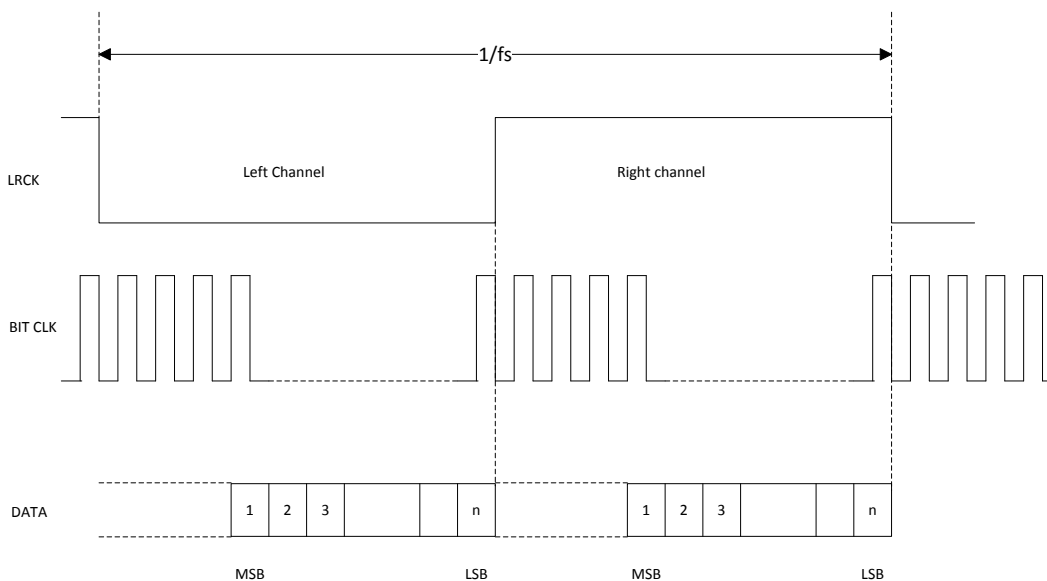 1/fs
LRCK
Left Channel
Right channel
BIT CLK
DATA
1 2 3 n 1 2 3 n
MSB LSB MSB LSB